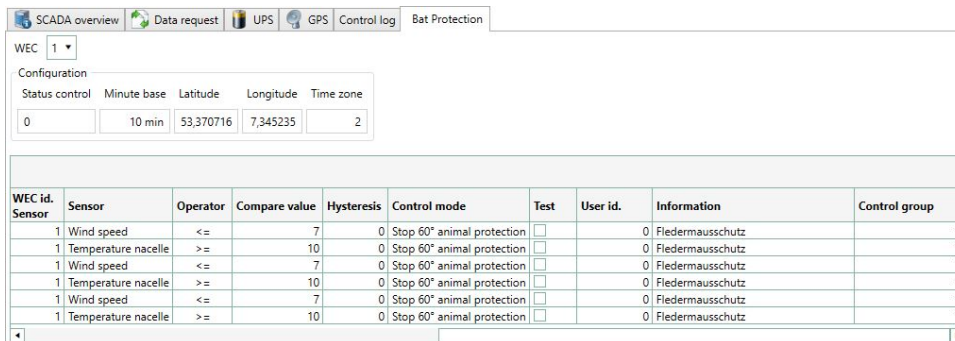 SCADA overview Data request UPS GPS Control log Bat Protection
WEC 1
Configuration
Status control Minute base Latitude Longitude Time zone
0 10 min 53,370716 7,345235 2
WEC id. Sensor Sensor Operator Compare value Hysteresis Control mode Test User id. Information Control group
1 Wind speed <= 7 0 Stop 60° animal protection 0 Fledermausschutz
1 Temperature nacelle >= 10 0 Stop 60° animal protection 0 Fledermausschutz
1 Wind speed <= 7 0 Stop 60° animal protection 0 Fledermausschutz
1 Temperature nacelle >= 10 0 Stop 60° animal protection 0 Fledermausschutz
1 Wind speed <= 7 0 Stop 60° animal protection 0 Fledermausschutz
1 Temperature nacelle >= 10 0 Stop 60° animal protection 0 Fledermausschutz